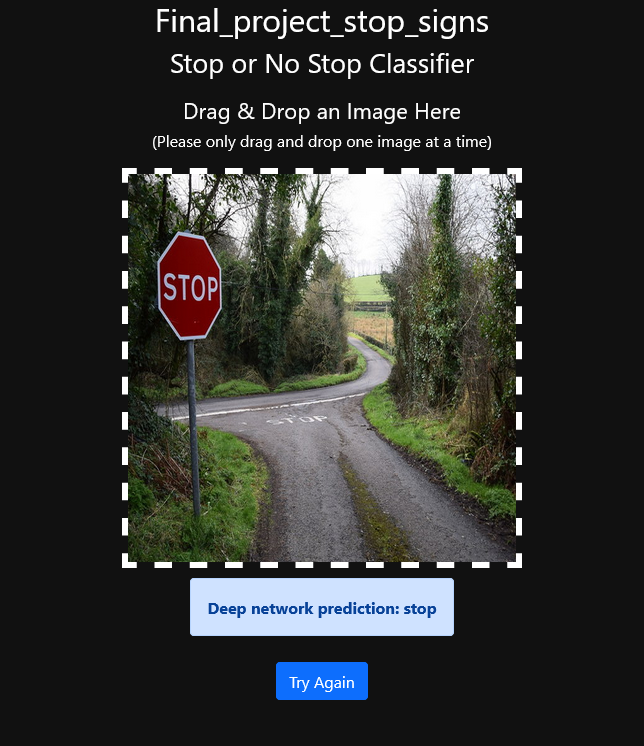 Final_project_stop_signs
Stop or No Stop Classifier
Drag & Drop an Image Here
(Please only drag and drop one image at a time)
STOP
STOP
Deep network prediction: stop
Try Again